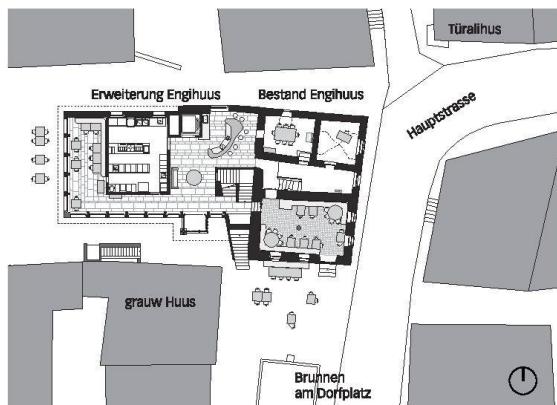 Türalihus
Erweiterung Engihuus
Bestand Engihuus
Hauptstrasse
grauw Huus
Brunnen
am Dorfplatz